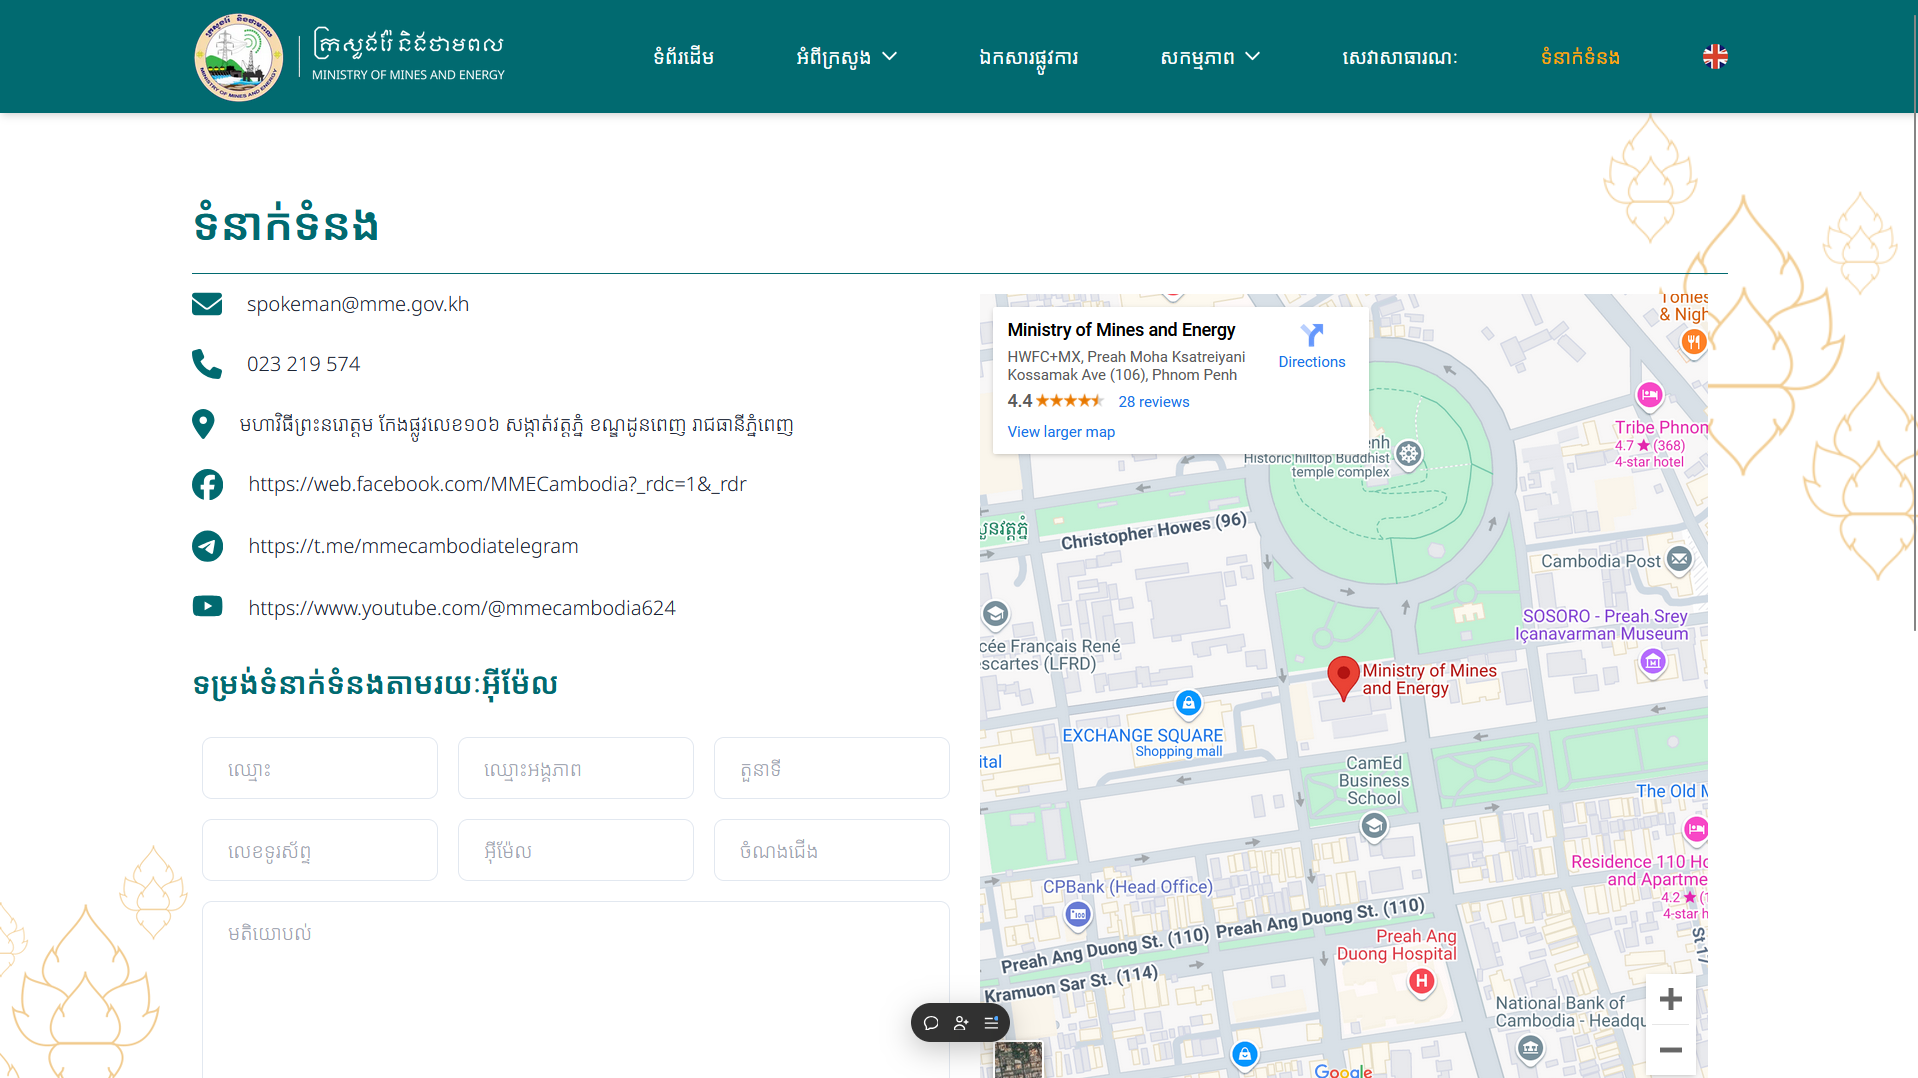 ក្រសួងរ៉ែ និងថាមពល
MINISTRY OF MINES AND ENERGY
ទំព័រដើម
អំពីក្រសួង
ឯកសារផ្លូវការ
សកម្មភាព
សេវាសាធារណៈ
ទំនាក់ទំនង
ទំនាក់ទំនង
spokeman@mme.gov.kh
023 219 574
មហាវិថីព្រះនរោត្តម កែងផ្លូវលេខ១០៦ សង្កាត់វត្តភ្នំ ខណ្ឌដូនពេញ រាជធានីភ្នំពេញ
https://web.facebook.com/MMECambodia?_rdc=1&_rdr
https://t.me/mmecambodiatelegram
https://www.youtube.com/@mmecambodia624
ទម្រង់ទំនាក់ទំនងតាមរយៈអ៊ីម៉ែល
ឈ្មោះ
ឈ្មោះអង្គភាព
តួនាទី
លេខទូរស័ព្ទ
អ៊ីម៉ែល
ចំណងជើង
មតិយោបល់
Ministry of Mines and Energy
HWFC+MX, Preah Moha Ksatreiyani
Kossamak Ave (106), Phnom Penh
4.4
28 reviews
View larger map
Directions
Tonles
& Nigh
Tribe Phnom
4.7 ★ (368)
4-star hotel
enh
Historic hilltop Buddhist
temple complex
សួនវត្តភ្នំ
Christopher Howes (96)
Cambodia Post
SOSORO - Preah Srey
Içanavarman Museum
cée Français René
escartes (LFRD)
Ministry of Mines
and Energy
EXCHANGE SQUARE
Shopping mall
ital
CamEd
Business
School
The Old M
Residence 110 Ho
and Apartme
4.2 ★ (1
4-star h
CPBank (Head Office)
Preah Ang Duong St. (110)
Preah Ang Duong St. (110)
Kramuon Sar St. (114)
Preah Ang
Duong Hospital
St 17
National Bank of
Cambodia - Headqu
Google